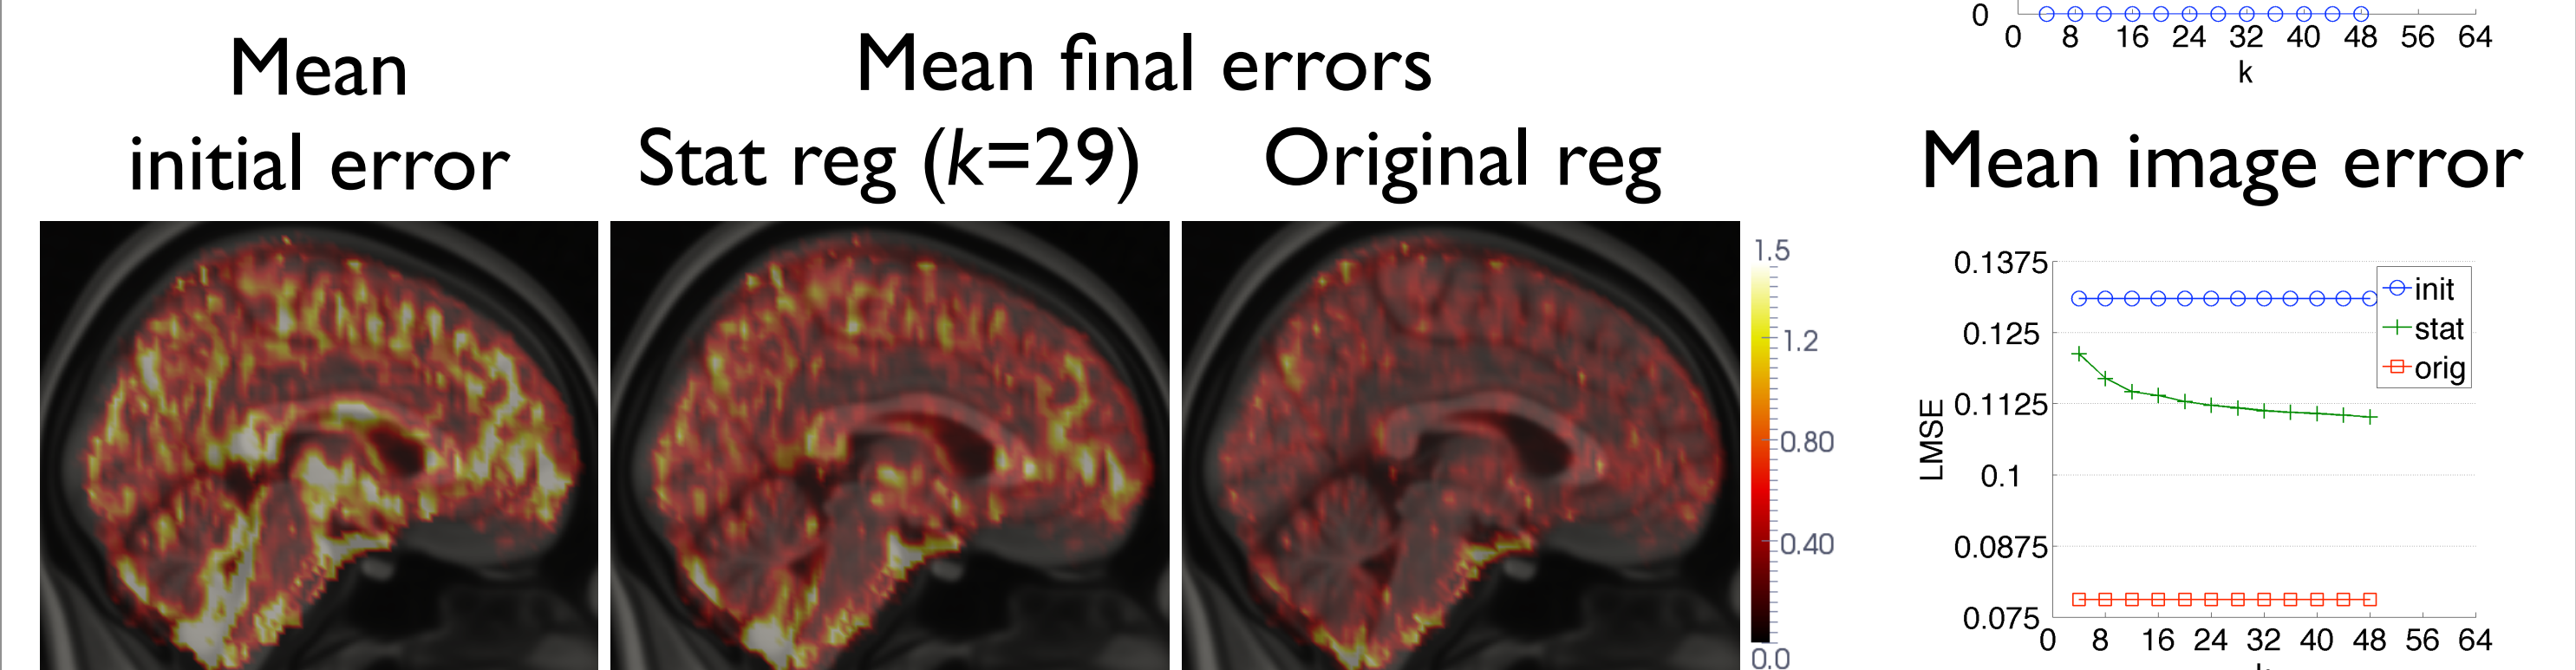 Mean
initial error
Mean final errors
Stat reg (k=29)
Original reg
1.5
1.2
0.80
0.40
0.0
0
0 8 16 24 32 40 48 56 64
k
Mean image error
0.1375
0.125
0.1125
0.1
0.0875
0.075
LMSE
init
stat
orig
0 8 16 24 32 40 48 56 64